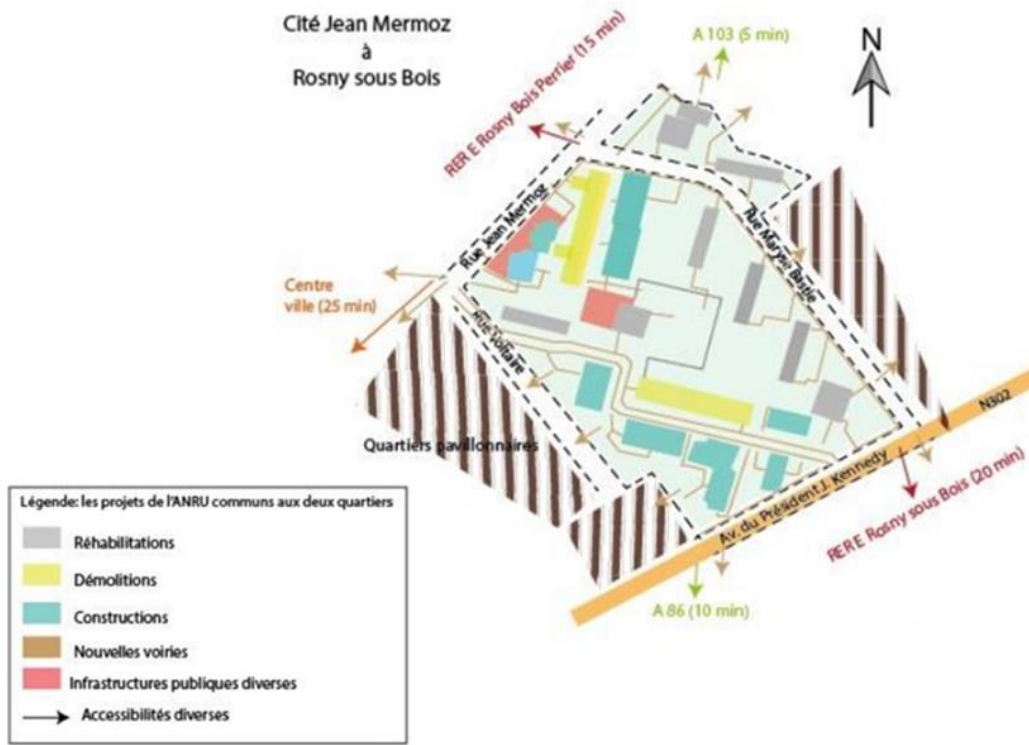 Cité Jean Mermoz
à
Rosny sous Bois
A 103 (5 min)
N
RER E Rosny Bois Perrier (15 min)
Rue Jean Mermoz
Rue Maryse Bastie
Centre
ville (25 min)
Rue Voltaire
Quartiers pavillonnaires
N302
Av. du Président J. Kennedy
RER E Rosny sous Bois (20 min)
A 86 (10 min)
Légende: les projets de l'ANRU communs aux deux quartiers
Réhabilitations
Démolitions
Constructions
Nouvelles voiries
Infrastructures publiques diverses
Accessibilités diverses